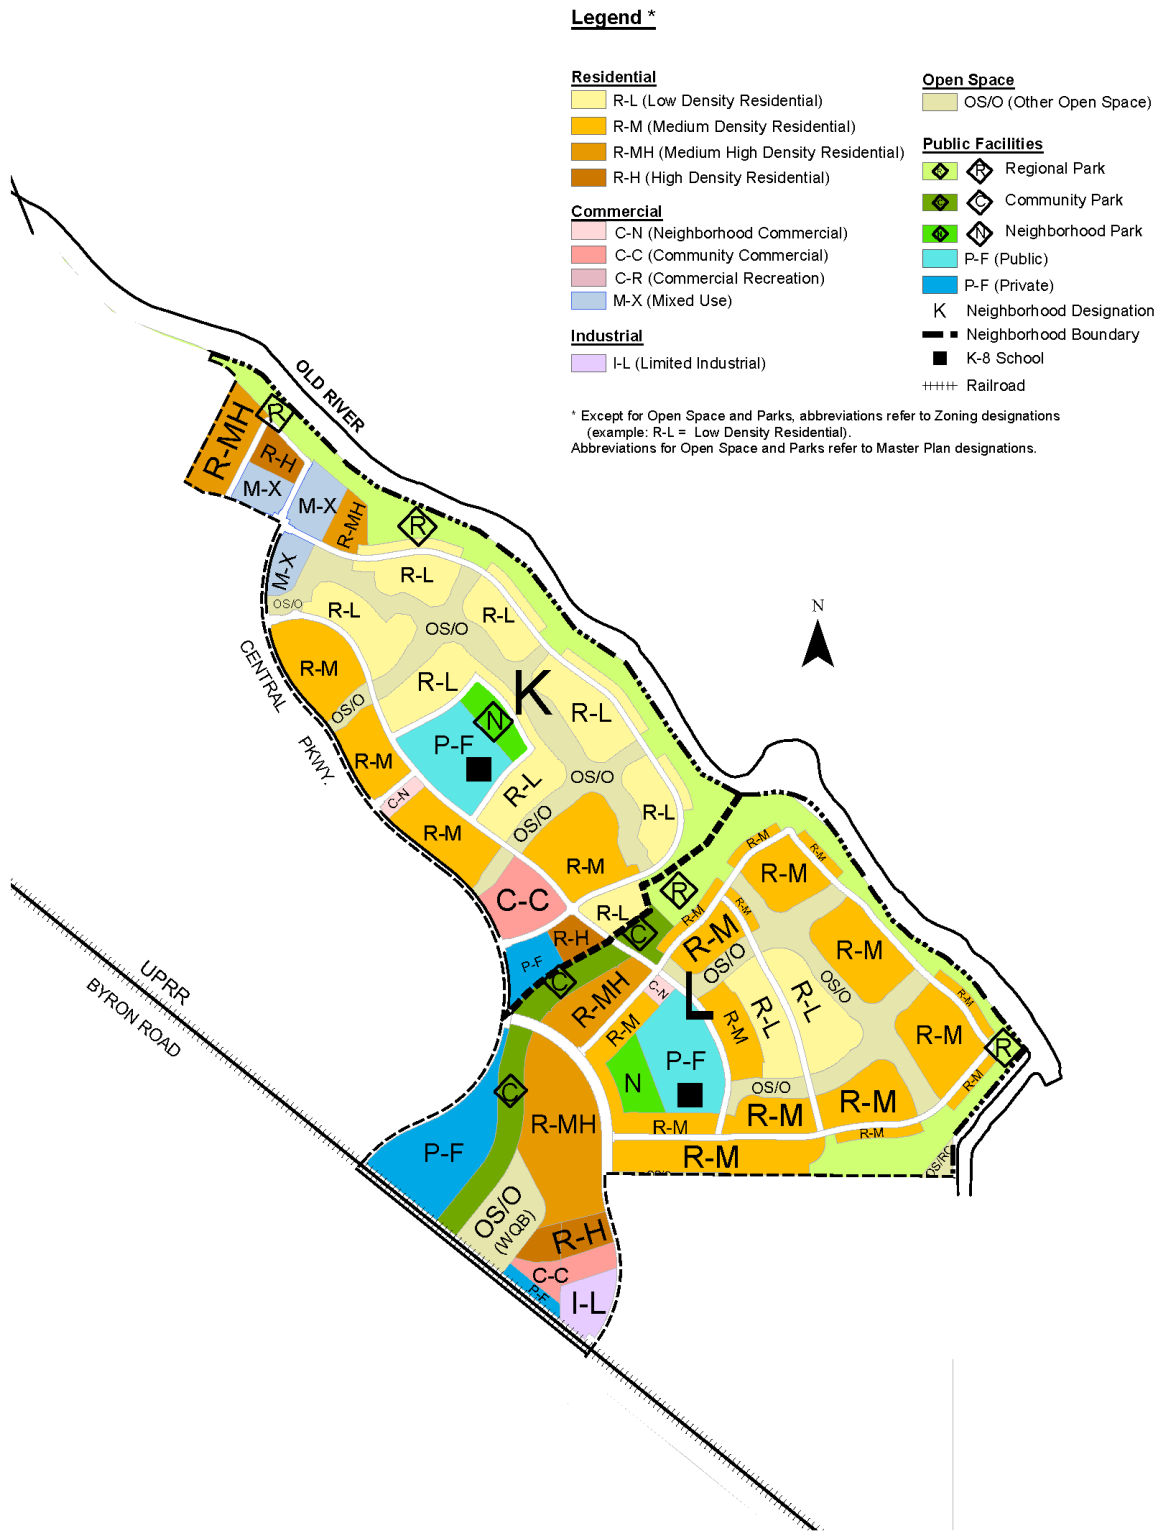 Legend *
Residential
R-L (Low Density Residential)
R-M (Medium Density Residential)
R-MH (Medium High Density Residential)
R-H (High Density Residential)
Commercial
C-N (Neighborhood Commercial)
C-C (Community Commercial)
C-R (Commercial Recreation)
M-X (Mixed Use)
Industrial
I-L (Limited Industrial)
Open Space
OS/O (Other Open Space)
Public Facilities
R Regional Park
C C Community Park
N Neighborhood Park
P-F (Public)
P-F (Private)
K Neighborhood Designation
Neighborhood Boundary
K-8 School
Railroad
* Except for Open Space and Parks, abbreviations refer to Zoning designations
(example: R-L = Low Density Residential).
Abbreviations for Open Space and Parks refer to Master Plan designations.
OLD RIVER
R
R-MH
R-H
M-X
M-X
R-MH
R
M-X
R-L
OS/O
R-L
R-L
OS/O
N
R-M
R-L
K
OS/O
R-L
N
CENTRAL
PKWY.
P-F
R-M
R-L
OS/O
C-N
R-M
OS/O
R-L
R-M
R-M
R-M
R-M
R-M
C-C
R-L
R
R-M
R-M
C
R-H
R-M
R-M
P-F
OS/O
UPRR
BYRON ROAD
C
R-MH
C-N
L
R-L
R-L
OS/O
R-M
R-M
R-M
R-M
R
P-F
N
C
R-M
OS/O
R-M
R-M
R-MH
R-M
R-M
P-F
R-M
OS/RC
OS/O
(WQB)
R-H
C-C
P-F
I-L